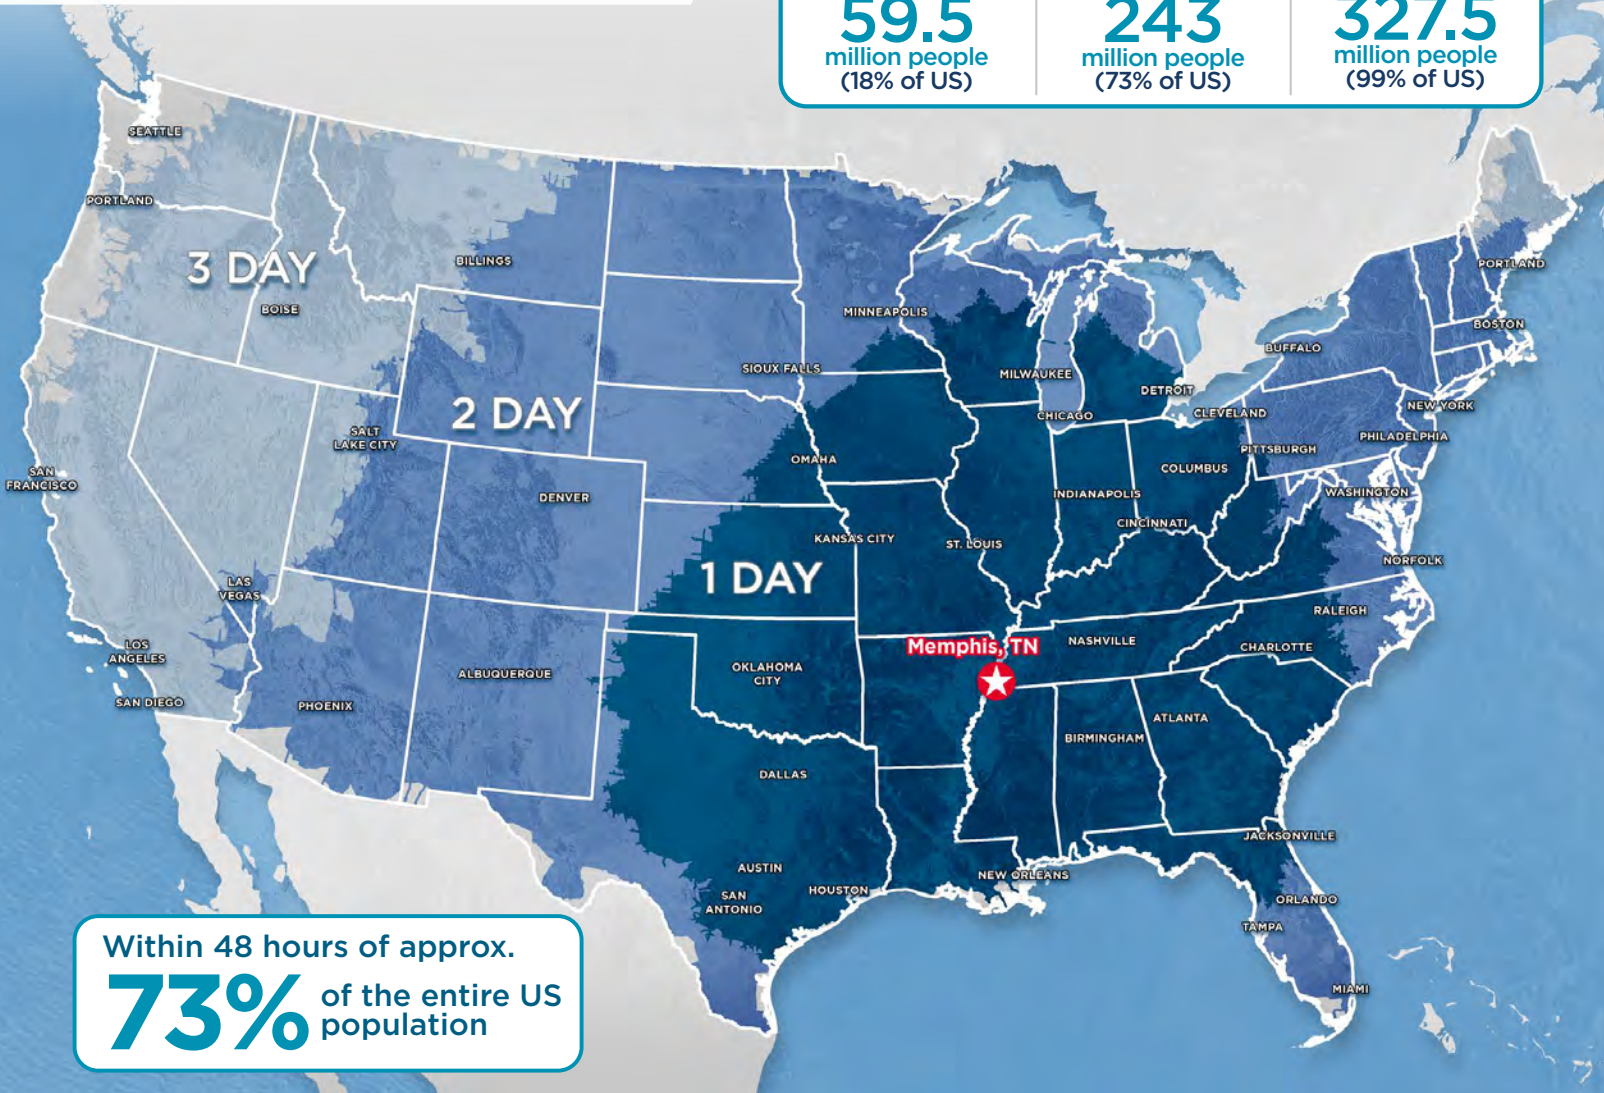 59.5
million people
(18% of US)
243
million people
(73% of US)
327.5
million people
(99% of US)
SEATTLE
PORTLAND
3 DAY
BILLINGS
BOISE
PORTLAND
MINNEAPOLIS
BOSTON
BUFFALO
SIOUX FALLS
MILWAUKEE
DETROIT
2 DAY
CHICAGO
CLEVELAND
NEW YORK
SALT
LAKE CITY
PHILADELPHIA
PITTSBURGH
OMAHA
COLUMBUS
SAN
FRANCISCO
DENVER
INDIANAPOLIS
WASHINGTON
CINCINNATI
KANSAS CITY
ST. LOUIS
NORFOLK
1 DAY
LAS
VEGAS
RALEIGH
Memphis, TN
NASHVILLE
CHARLOTTE
LOS
ANGELES
OKLAHOMA
CITY
ALBUQUERQUE
SAN DIEGO
PHOENIX
ATLANTA
BIRMINGHAM
DALLAS
JACKSONVILLE
AUSTIN
NEW ORLEANS
HOUSTON
SAN
ANTONIO
ORLANDO
TAMPA
MIAMI
Within 48 hours of approx.
73%
of the entire US
population